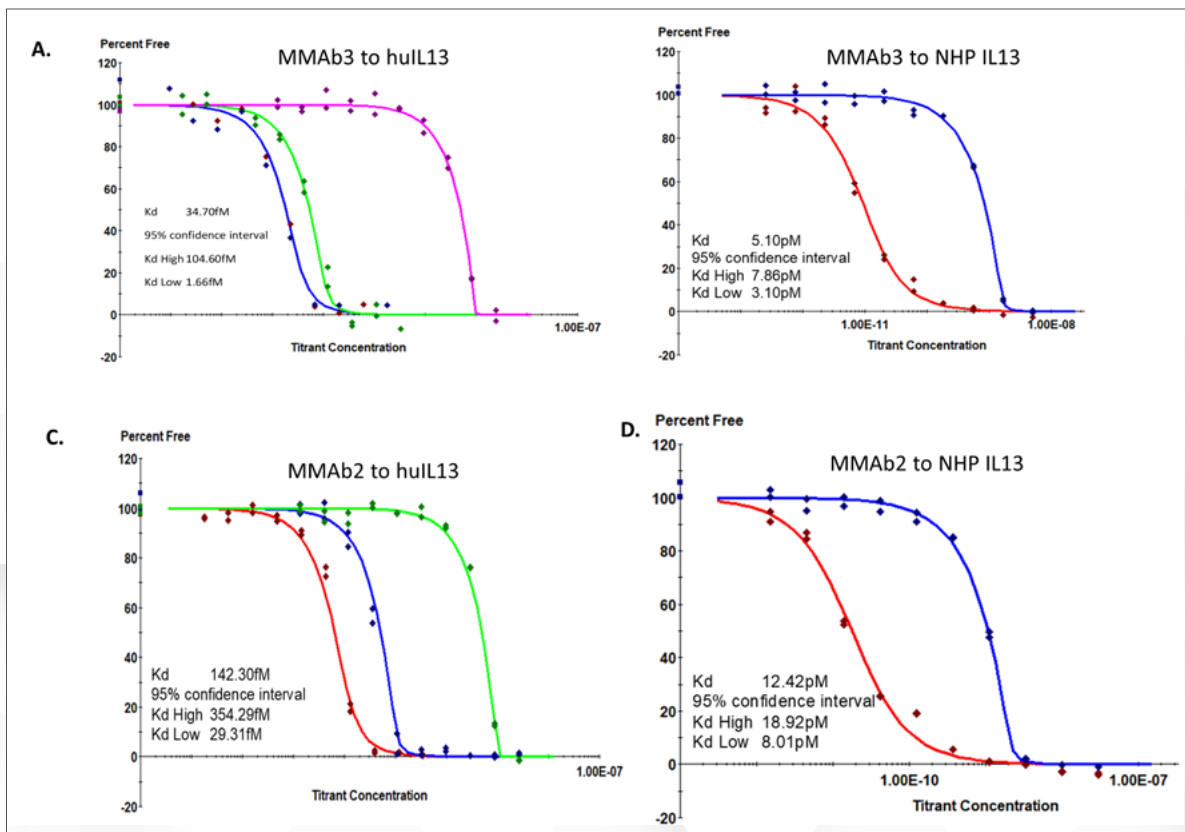 A.
Percent Free
MMAb3 to huIL13
120
100
80
60
40
20
0
-20
Kd 34.70fM
95% confidence interval
Kd High 104.60fM
Kd Low 1.66fM
1.00E-07
Titrant Concentration
Percent Free
MMAb3 to NHP IL13
120
100
80
60
40
20
0
-20
Kd 5.10pM
95% confidence interval
Kd High 7.86pM
Kd Low 3.10pM
1.00E-11
1.00E-08
Titrant Concentration
C.
Percent Free
MMAb2 to huIL13
120
100
80
60
40
20
0
-20
Kd 142.30fM
95% confidence interval
Kd High 354.29fM
Kd Low 29.31fM
1.00E-07
Titrant Concentration
D.
Percent Free
MMAb2 to NHP IL13
120
100
80
60
40
20
0
-20
Kd 12.42pM
95% confidence interval
Kd High 18.92pM
Kd Low 8.01pM
1.00E-10
1.00E-07
Titrant Concentration